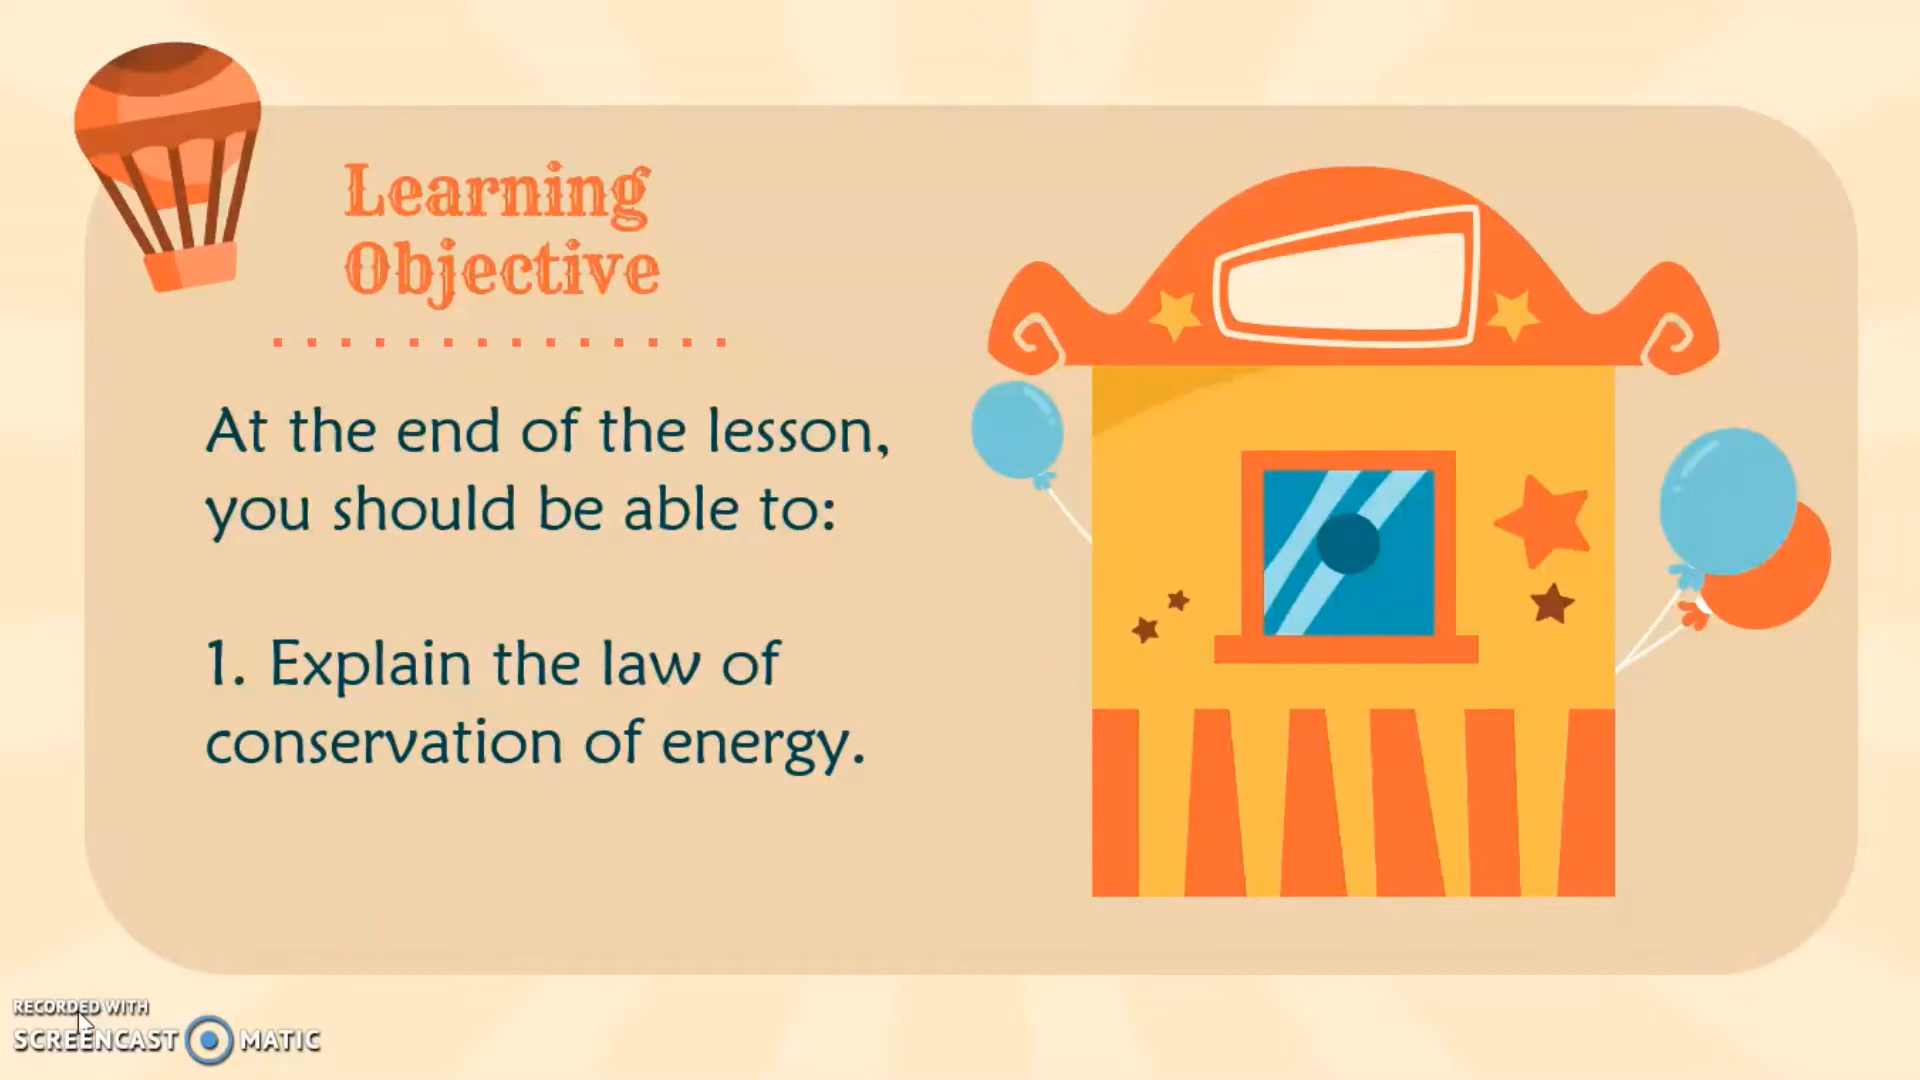 Learning
Objective
At the end of the lesson,
you should be able to:
1. Explain the law of
conservation of energy.
RECORDED WITH
SCREENCAST MATIC